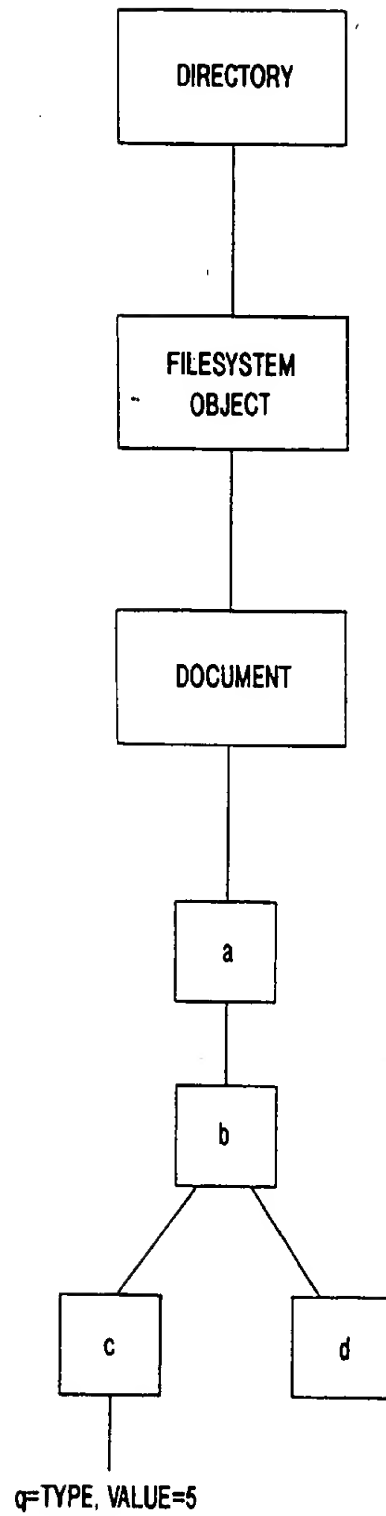 DIRECTORY
FILESYSTEM
OBJECT
DOCUMENT
a
b
c
d
q=TYPE, VALUE=5